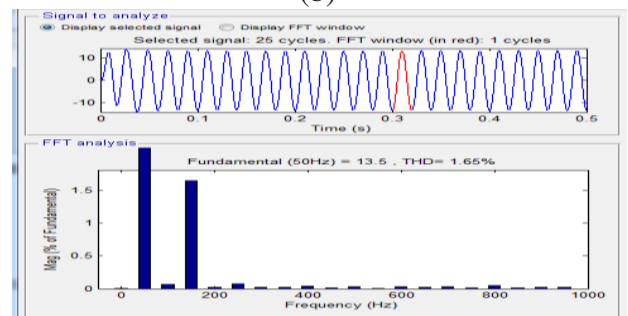 Signal to analyze
Display selected signal Display FFT window
Selected signal: 25 cycles. FFT window (in red): 1 cycles
10
0
-10
0 0.1 0.2 0.3 0.4 0.5
Time (s)
FFT analysis
Fundamental (50Hz) = 13.5 , THD= 1.65%
Mag (% of Fundamental)
1.5
1
0.5
0
0 200 400 600 800 1000
Frequency (Hz)